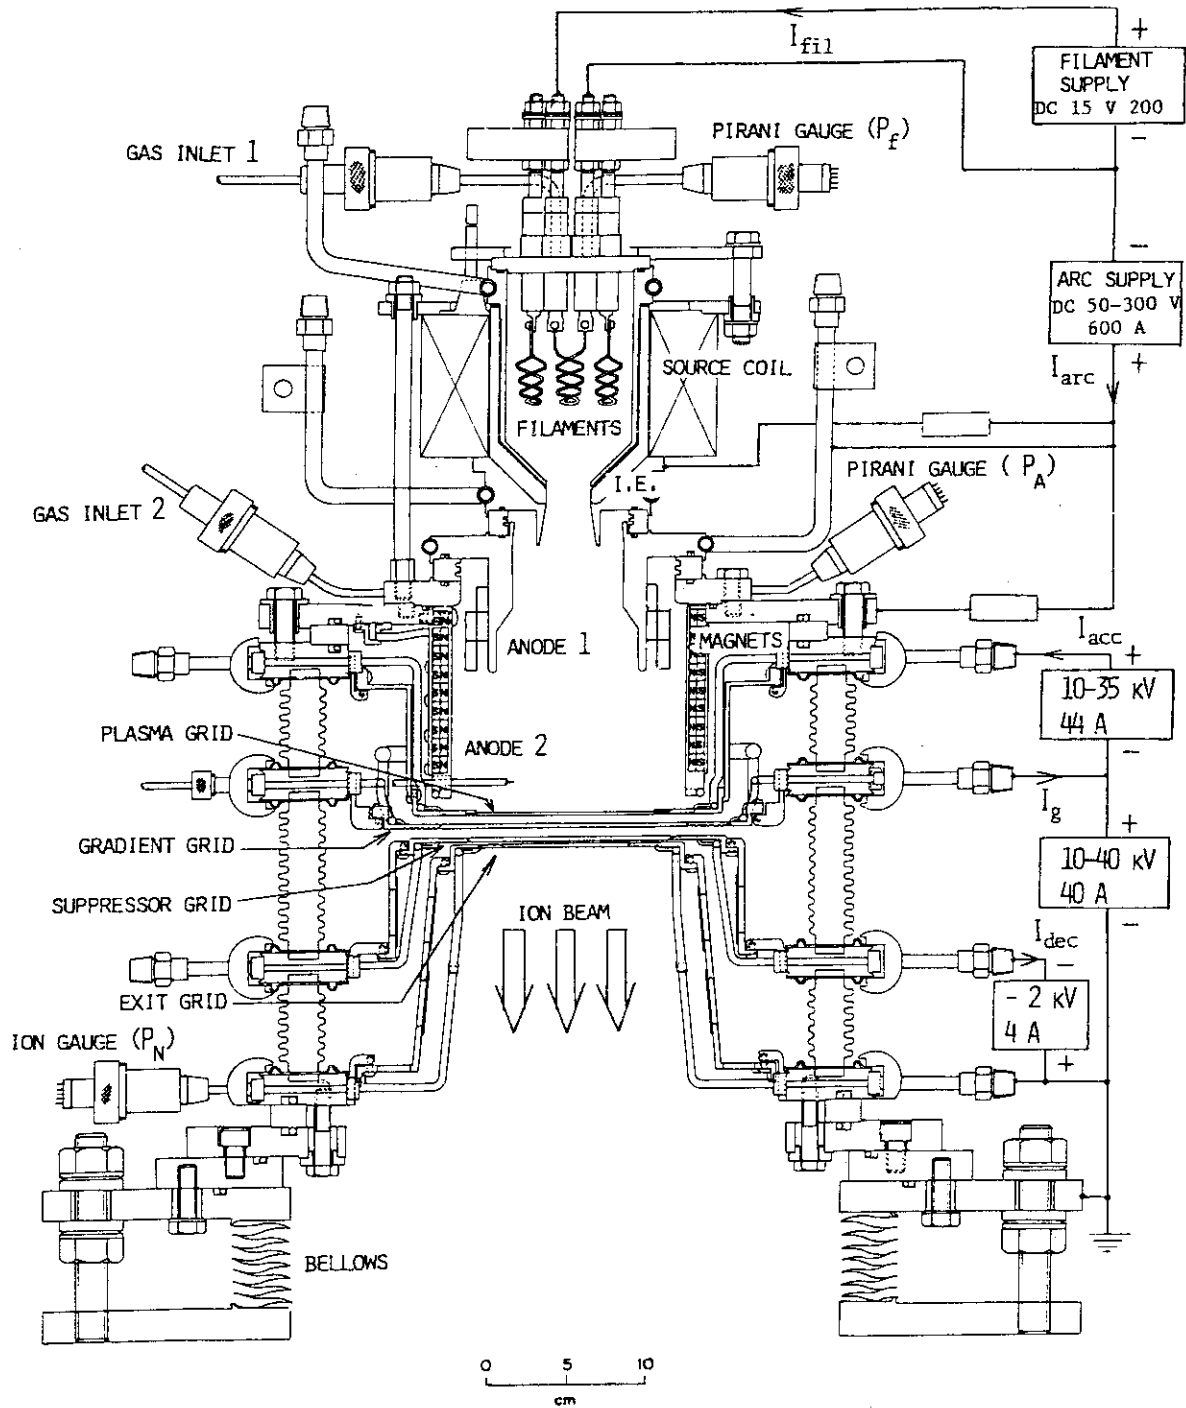 +
I_fil
FILAMENT
SUPPLY
DC 15 V 200
−
PIRANI GAUGE (P_f)
GAS INLET 1
−
ARC SUPPLY
DC 50-300 V
600 A
+
I_arc
SOURCE COIL
FILAMENTS
PIRANI GAUGE ( P_A)
I.E.
GAS INLET 2
I_acc
+
ANODE 1
MAGNETS
10-35 KV
44 A
−
PLASMA GRID
ANODE 2
I_g
+
GRADIENT GRID
10-40 KV
40 A
−
SUPPRESSOR GRID
ION BEAM
I_dec
−
EXIT GRID
- 2 KV
4 A
+
ION GAUGE (P_N)
BELLOWS
0 5 10
cm